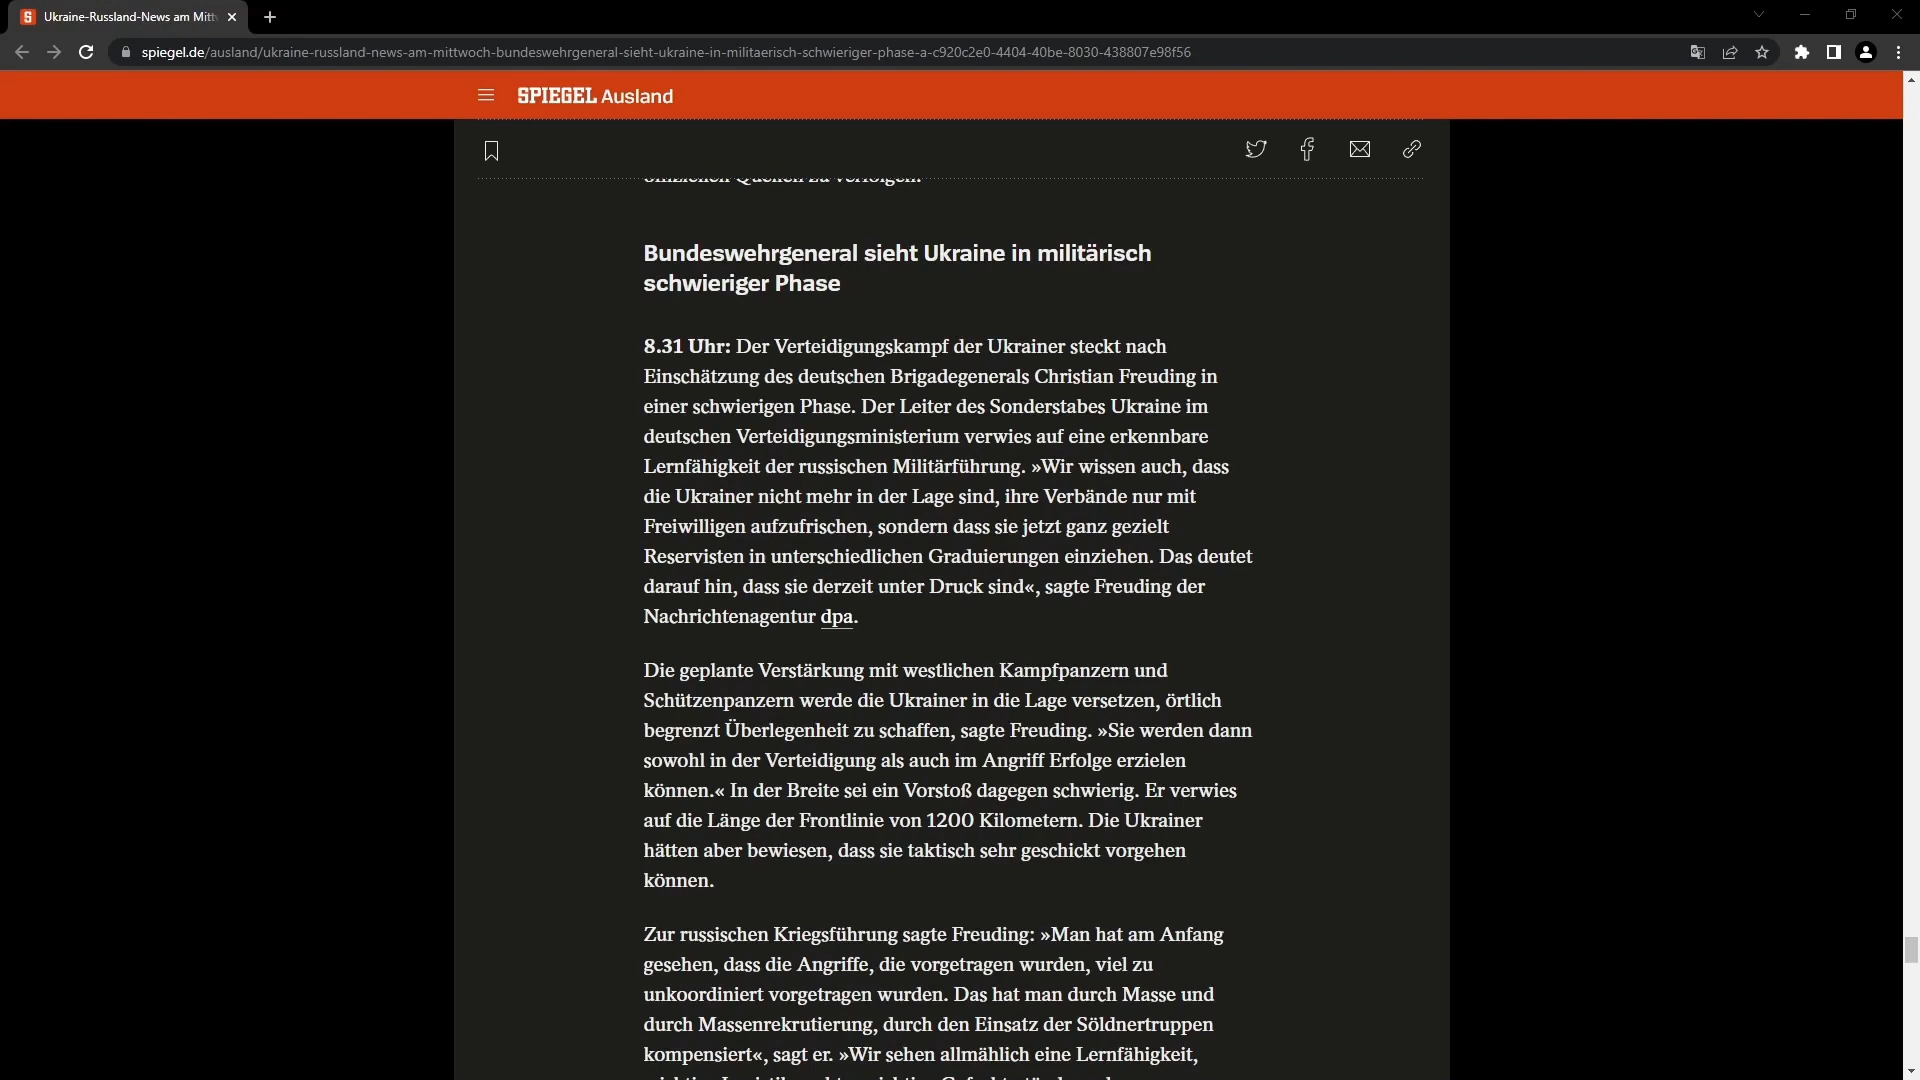 Ukraine-Russland-News am Mittw
spiegel.de/ausland/ukraine-russland-news-am-mittwoch-bundeswehrgeneral-sieht-ukraine-in-militaerisch-schwieriger-phase-a-c920c2e0-4404-40be-8030-438807e98f56
SPIEGEL Ausland
offiziellen Quellen zu verfolgen.
Bundeswehrgeneral sieht Ukraine in militärisch
schwieriger Phase
8.31 Uhr: Der Verteidigungskampf der Ukrainer steckt nach
Einschätzung des deutschen Brigadegenerals Christian Freuding in
einer schwierigen Phase. Der Leiter des Sonderstabes Ukraine im
deutschen Verteidigungsministerium verwies auf eine erkennbare
Lernfähigkeit der russischen Militärführung. »Wir wissen auch, dass
die Ukrainer nicht mehr in der Lage sind, ihre Verbände nur mit
Freiwilligen aufzufrischen, sondern dass sie jetzt ganz gezielt
Reservisten in unterschiedlichen Graduierungen einziehen. Das deutet
darauf hin, dass sie derzeit unter Druck sind«, sagte Freuding der
Nachrichtenagentur dpa.
Die geplante Verstärkung mit westlichen Kampfpanzern und
Schützenpanzern werde die Ukrainer in die Lage versetzen, örtlich
begrenzt Überlegenheit zu schaffen, sagte Freuding. »Sie werden dann
sowohl in der Verteidigung als auch im Angriff Erfolge erzielen
können.« In der Breite sei ein Vorstoß dagegen schwierig. Er verwies
auf die Länge der Frontlinie von 1200 Kilometern. Die Ukrainer
hätten aber bewiesen, dass sie taktisch sehr geschickt vorgehen
können.
Zur russischen Kriegsführung sagte Freuding: »Man hat am Anfang
gesehen, dass die Angriffe, die vorgetragen wurden, viel zu
unkoordiniert vorgetragen wurden. Das hat man durch Masse und
durch Massenrekrutierung, durch den Einsatz der Söldnertruppen
kompensiert«, sagt er. »Wir sehen allmählich eine Lernfähigkeit,